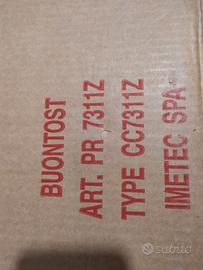 BUONTOST
ART. PR 7311Z
TYPE CC7311Z
IMETEC SPA
subito